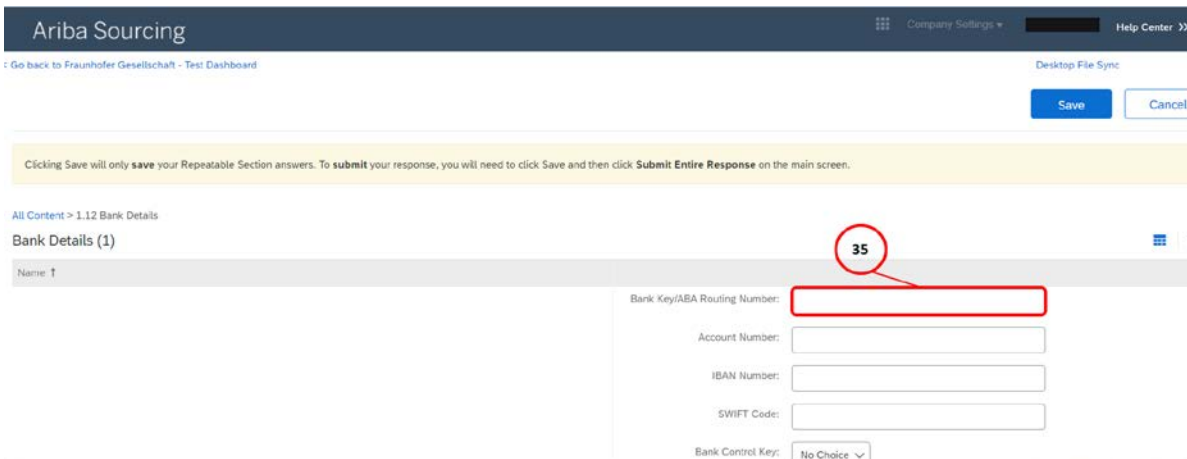 Ariba Sourcing
Company Settings ▾
Help Center >>
< Go back to Fraunhofer Gesellschaft - Test Dashboard
Desktop File Sync
Save
Cancel
Clicking Save will only save your Repeatable Section answers. To submit your response, you will need to click Save and then click Submit Entire Response on the main screen.
All Content > 1.12 Bank Details
Bank Details (1)
35
Name ↑
Bank Key/ABA Routing Number:
Account Number:
IBAN Number:
SWIFT Code:
Bank Control Key: No Choice